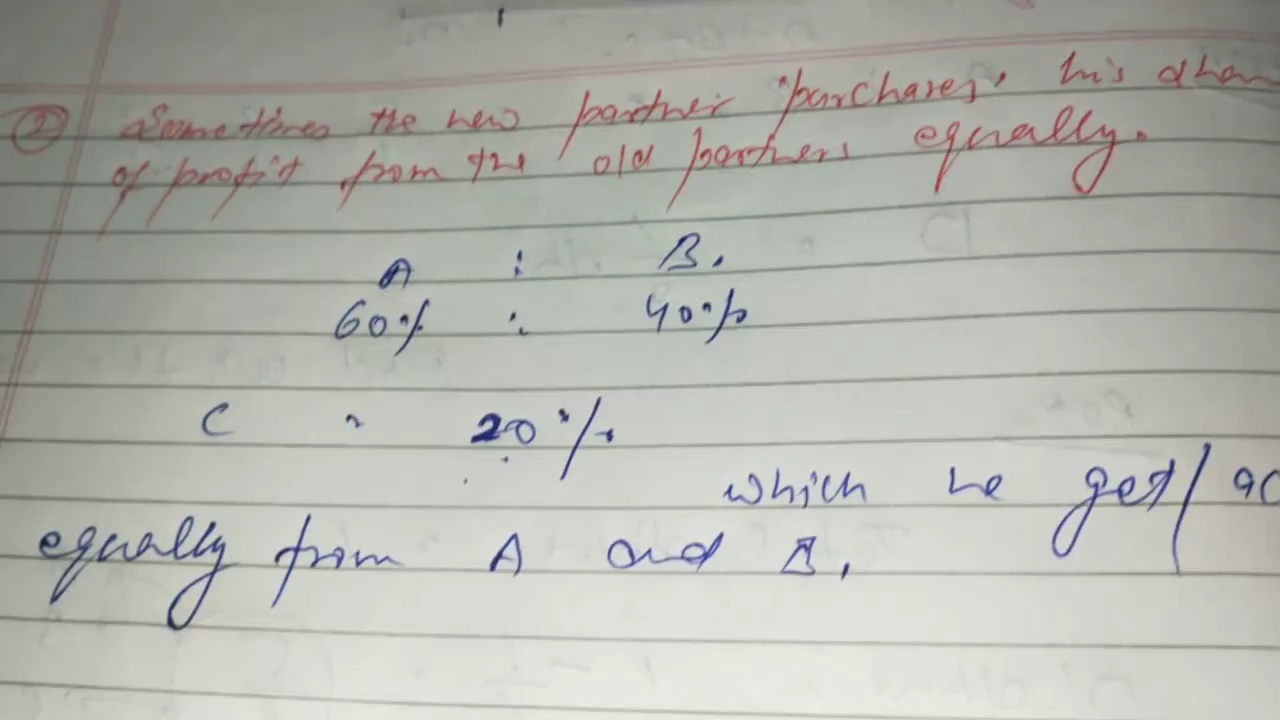 ② Sometimes the new partner purchases his
of profit from the old partners equally.
A : B.
60% : 40%
C = 20%
which he get/
equally from A and B.